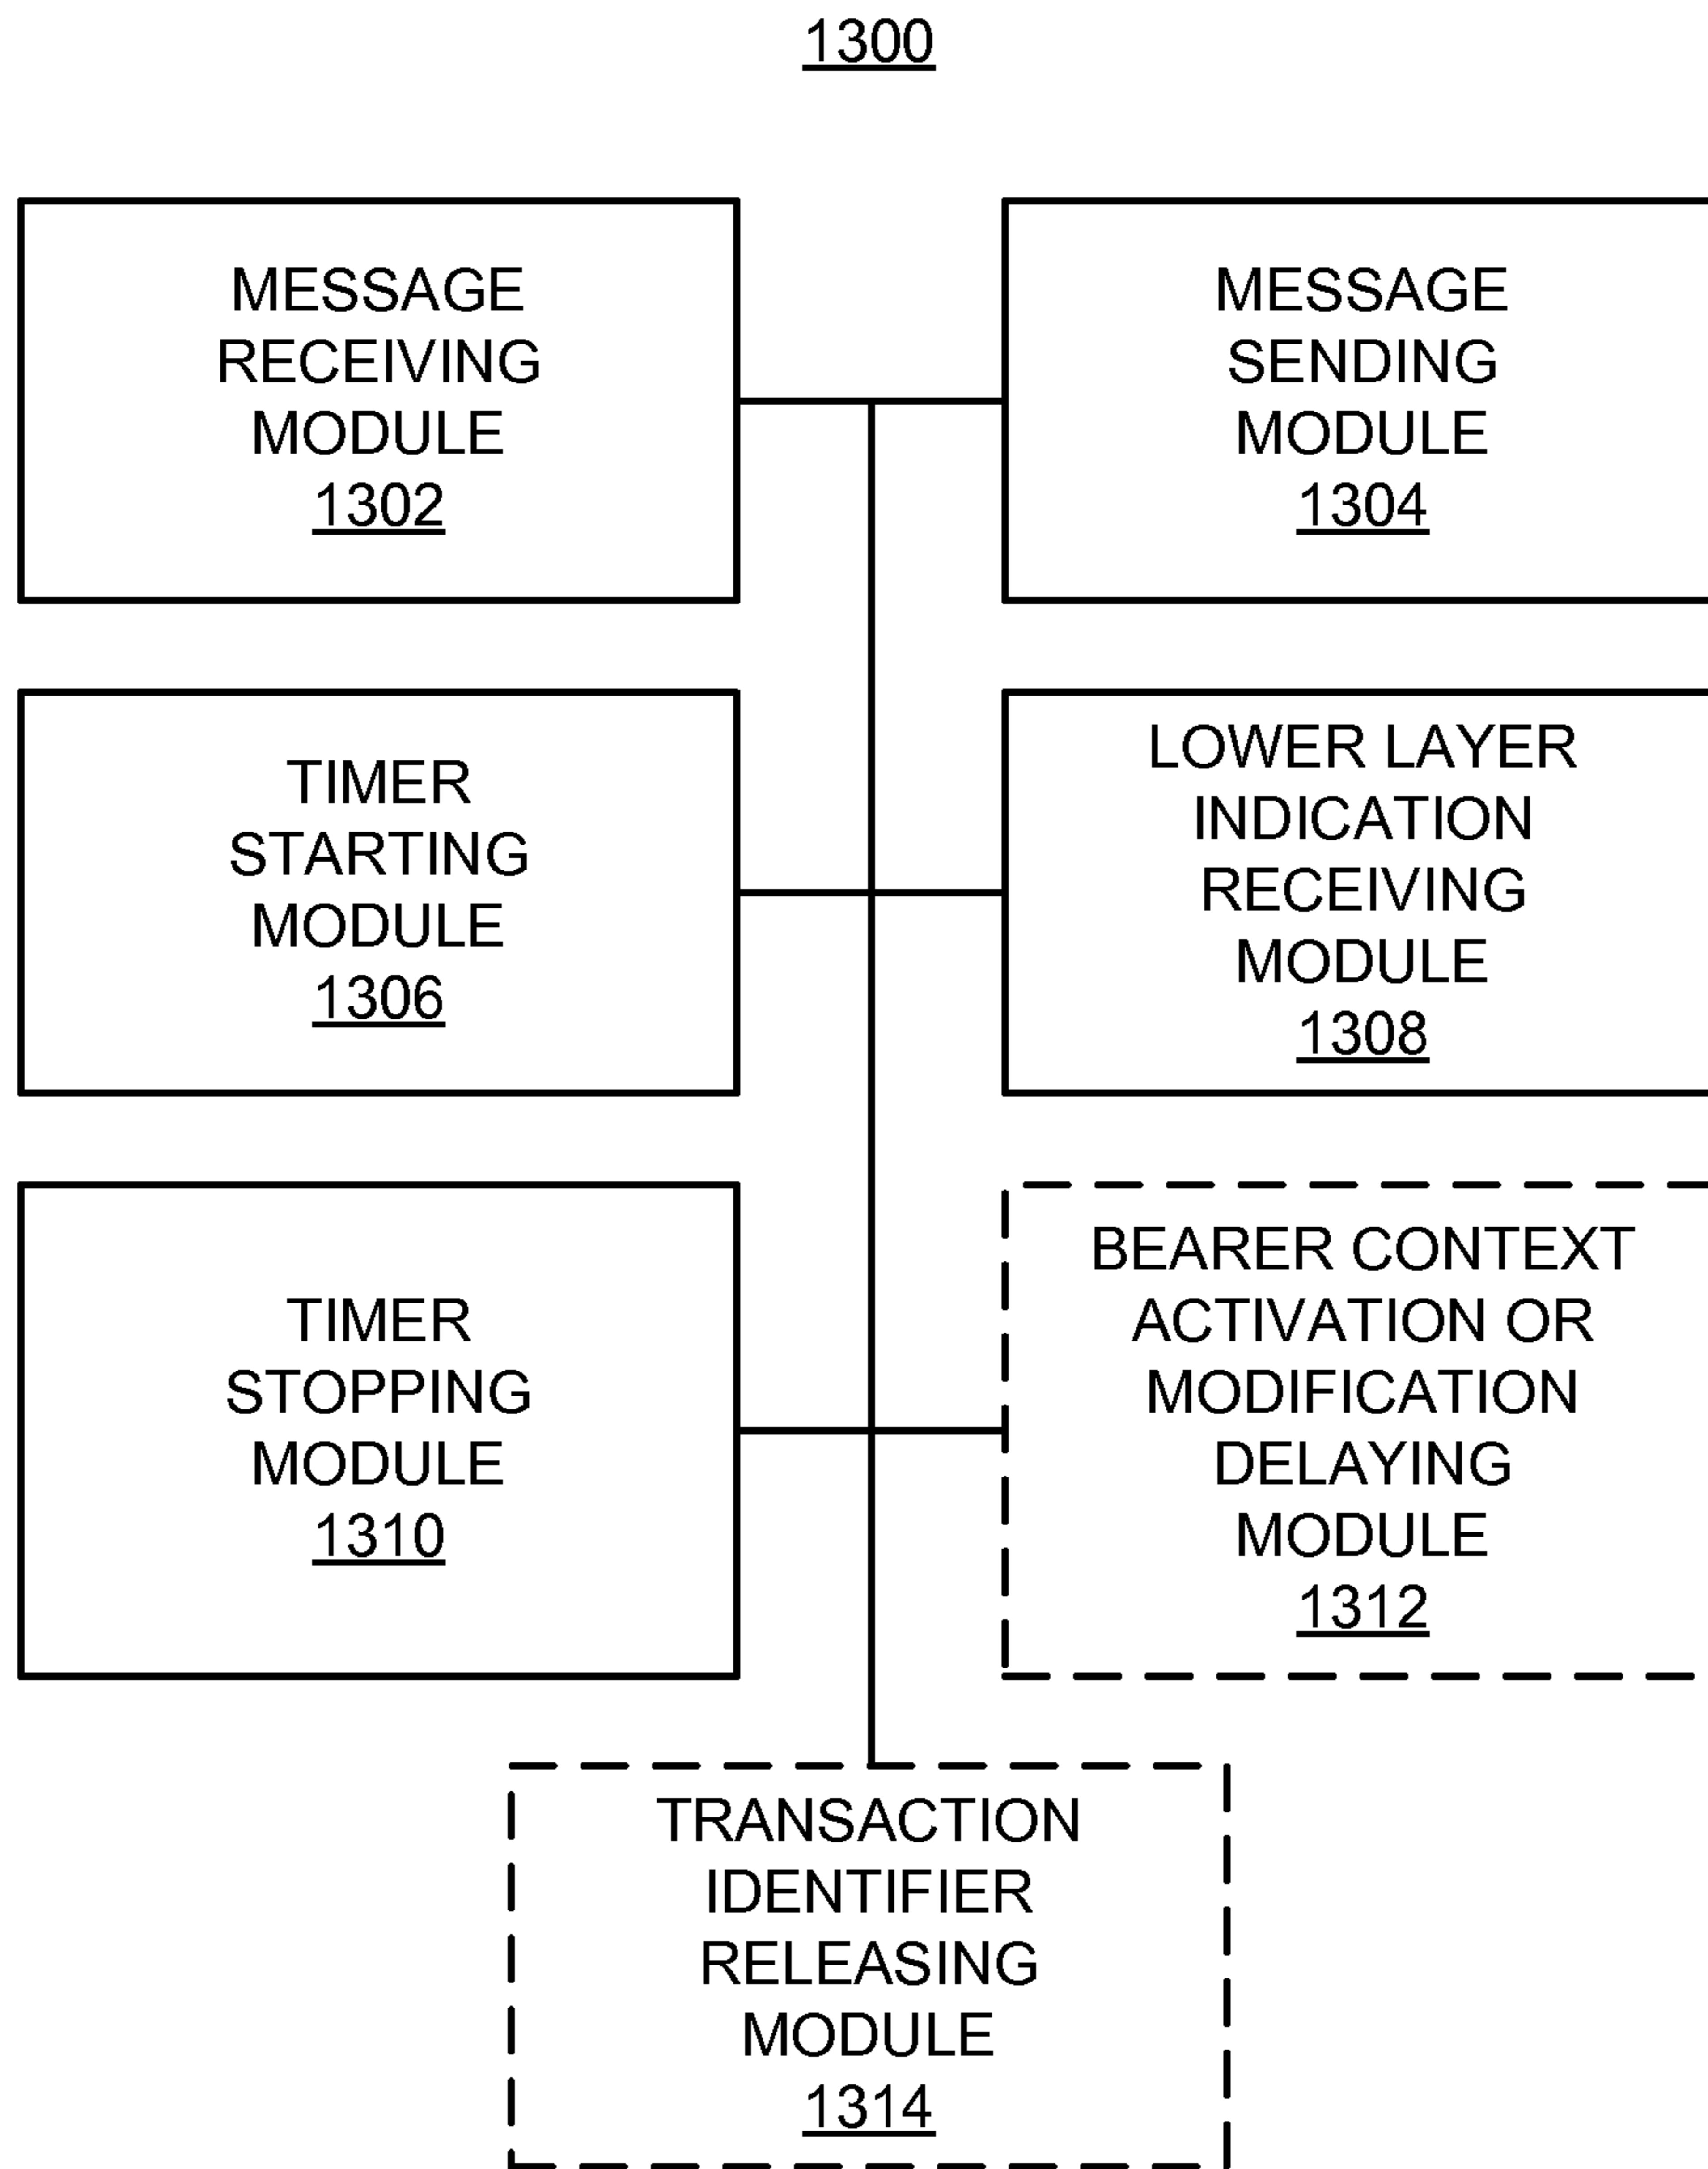 1300
MESSAGE
RECEIVING
MODULE
1302
MESSAGE
SENDING
MODULE
1304
TIMER
STARTING
MODULE
1306
LOWER LAYER
INDICATION
RECEIVING
MODULE
1308
TIMER
STOPPING
MODULE
1310
BEARER CONTEXT
ACTIVATION OR
MODIFICATION
DELAYING
MODULE
1312
TRANSACTION
IDENTIFIER
RELEASING
MODULE
1314